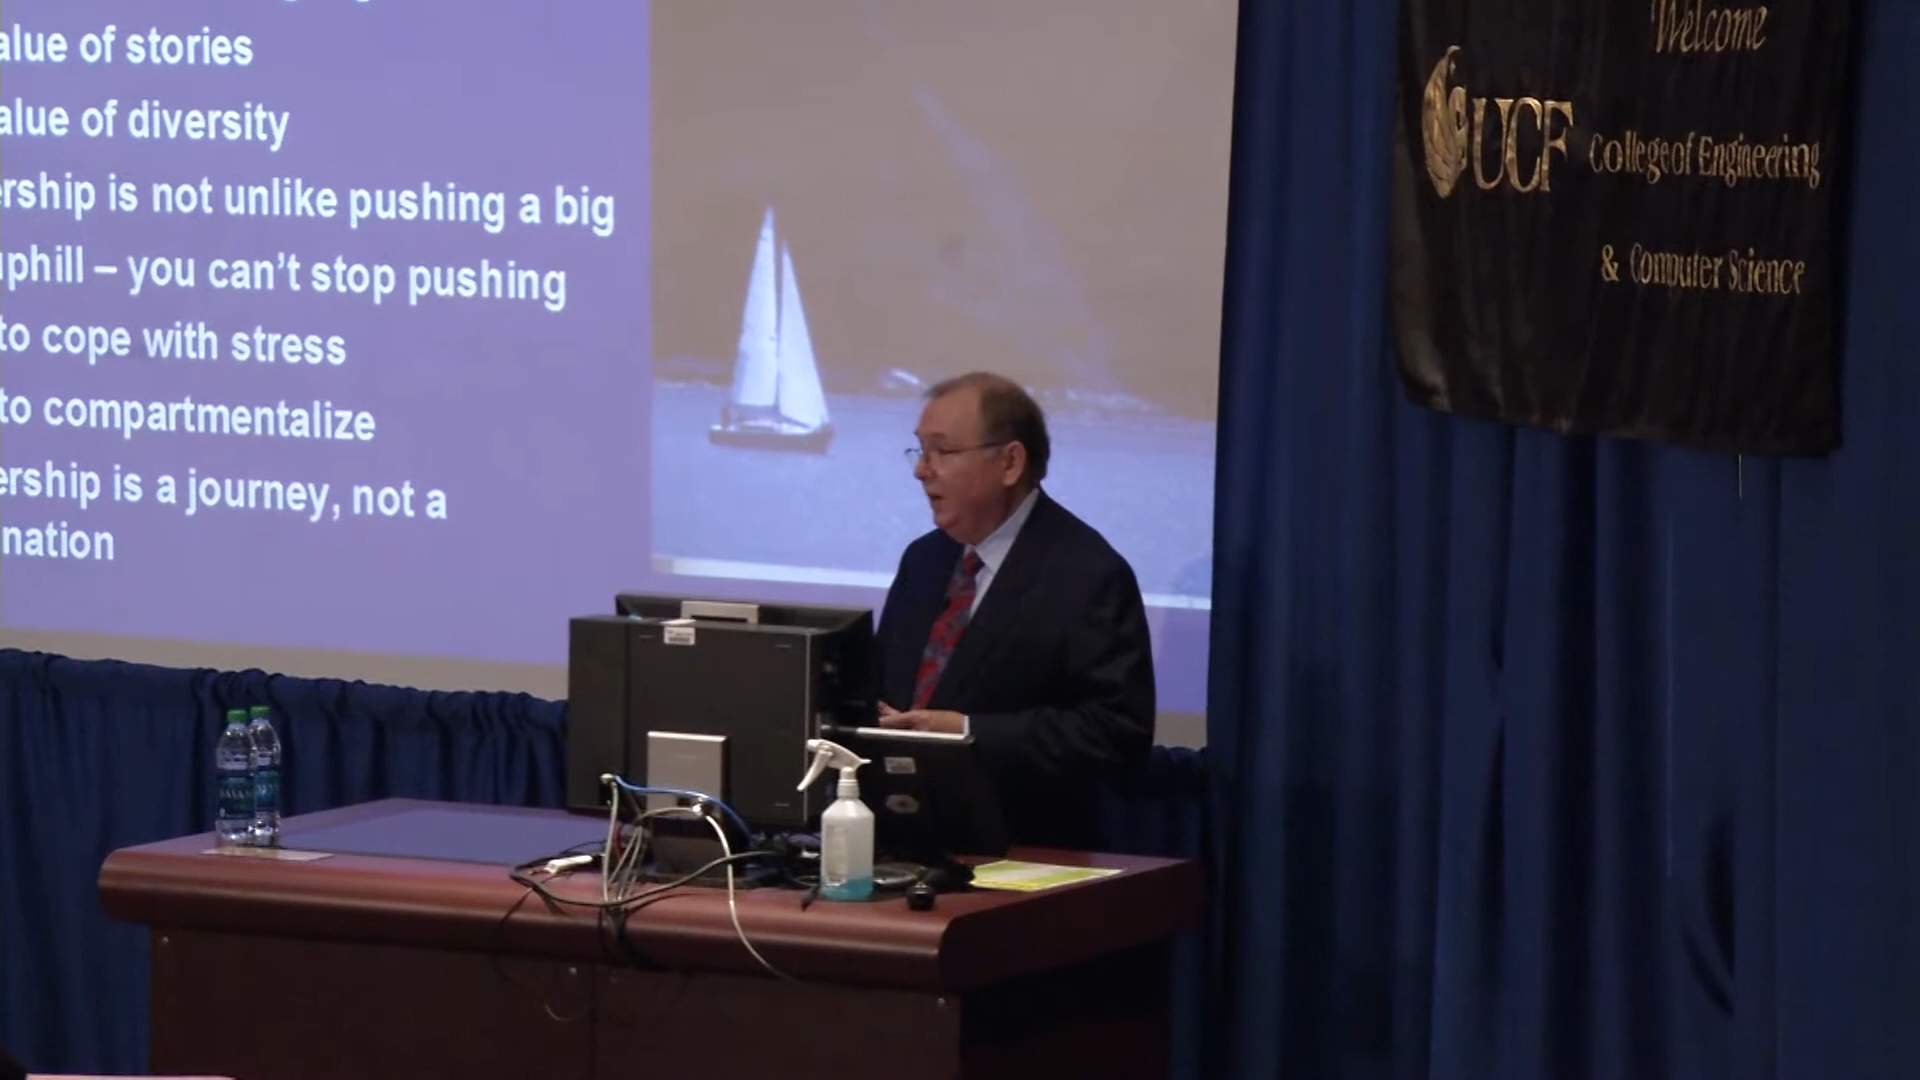 alue of stories
alue of diversity
ership is not unlike pushing a big
uphill – you can't stop pushing
to cope with stress
to compartmentalize
ership is a journey, not a
nation
Welcome
UCF College of Engineering
& Computer Science
DASANI